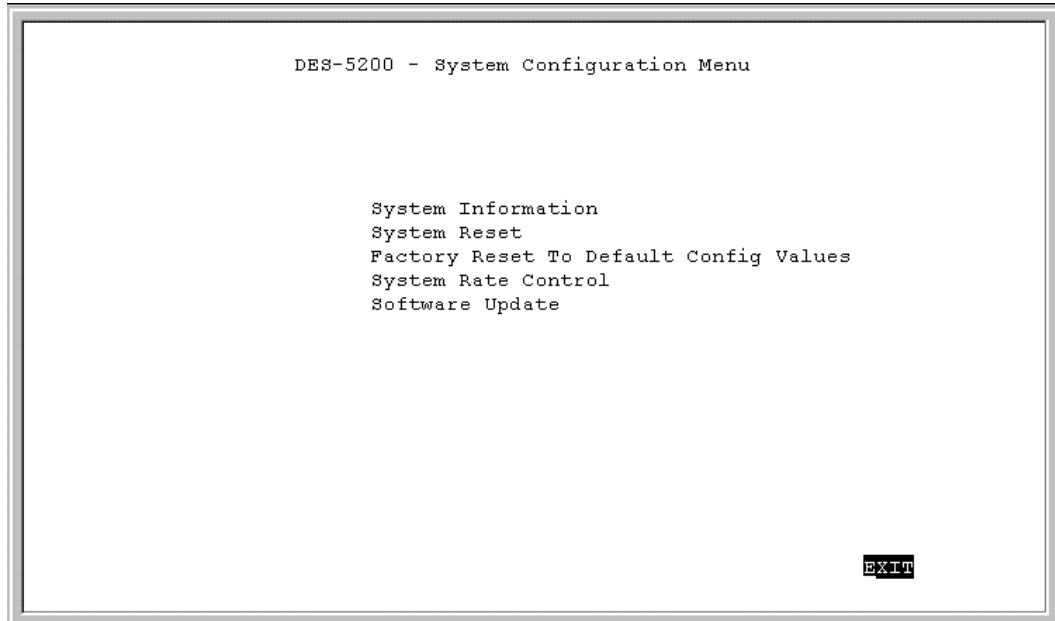 DES-5200 - System Configuration Menu
System Information
System Reset
Factory Reset To Default Config Values
System Rate Control
Software Update
EXIT